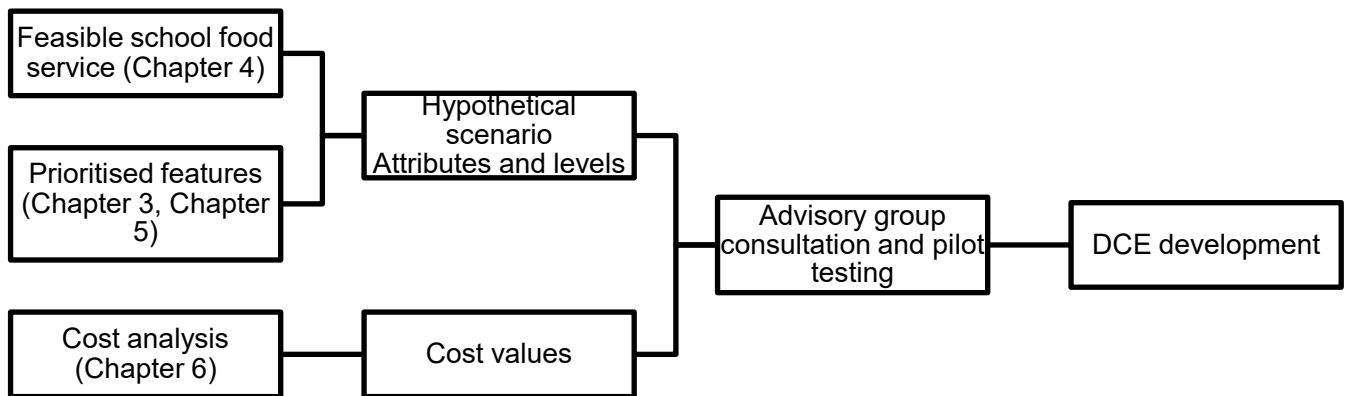 Feasible school food
service (Chapter 4)
Prioritised features
(Chapter 3, Chapter
5)
Cost analysis
(Chapter 6)
Hypothetical
scenario
Attributes and levels
Cost values
Advisory group
consultation and pilot
testing
DCE development